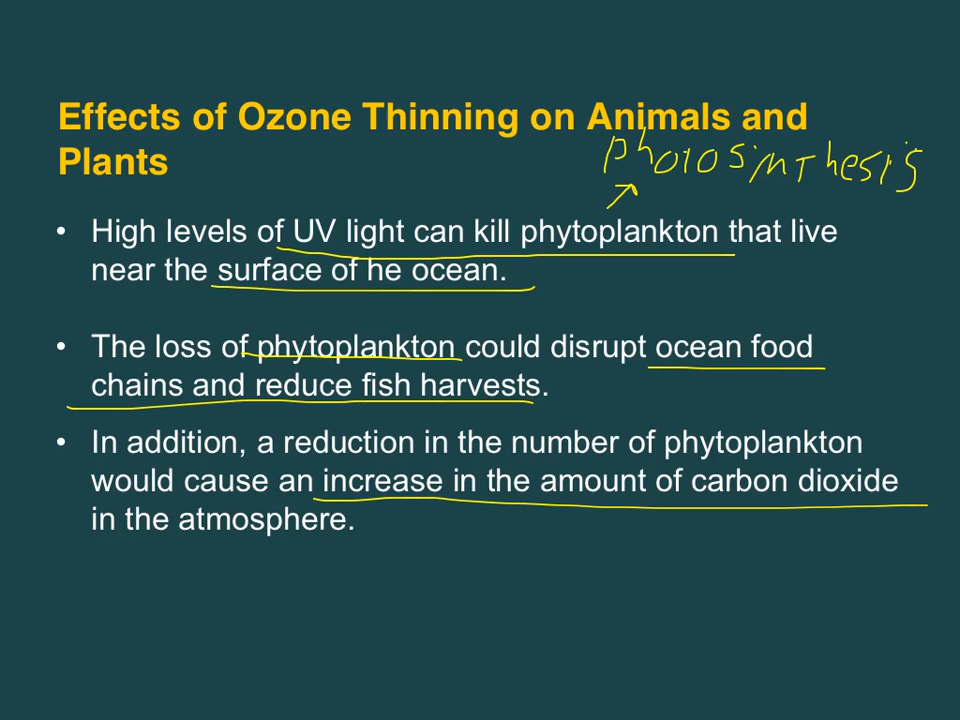 Effects of Ozone Thinning on Animals and
Plants
photosinthesis
• High levels of UV light can kill phytoplankton that live
near the surface of he ocean.
• The loss of phytoplankton could disrupt ocean food
chains and reduce fish harvests.
• In addition, a reduction in the number of phytoplankton
would cause an increase in the amount of carbon dioxide
in the atmosphere.